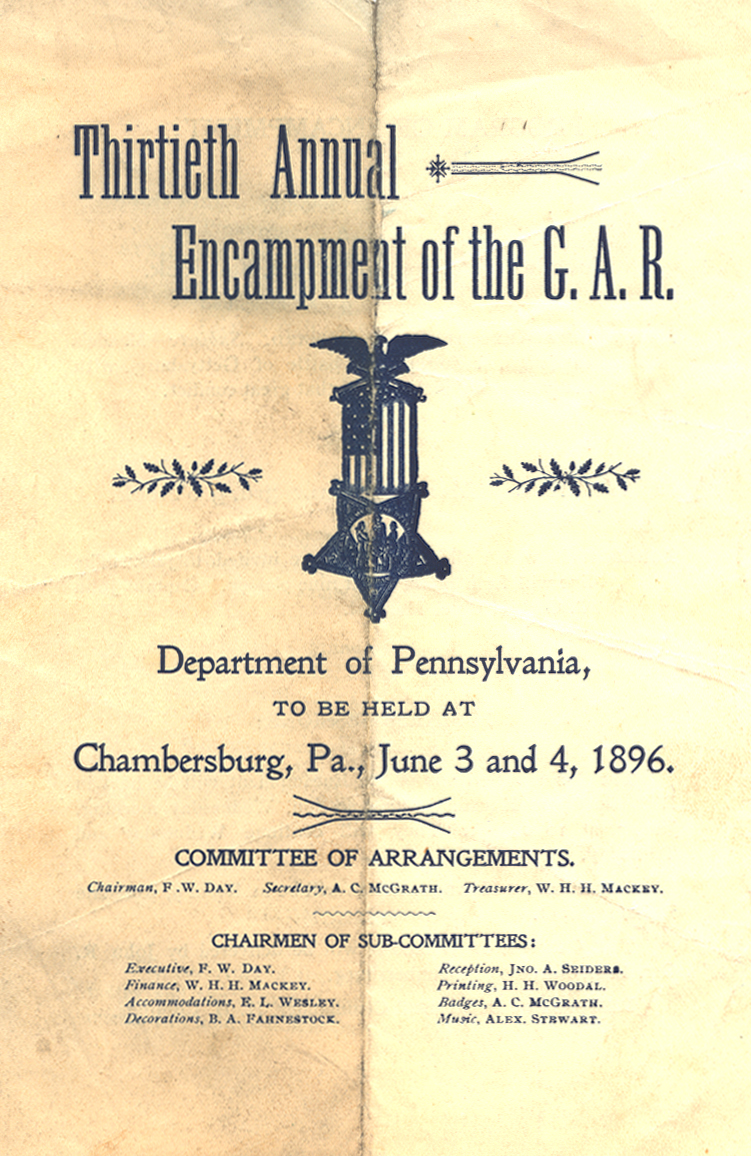 Thirtieth Annual
Encampment of the G. A. R.
Department of Pennsylvania,
TO BE HELD AT
Chambersburg, Pa., June 3 and 4, 1896.
COMMITTEE OF ARRANGEMENTS.
Chairman, F .W. DAY. Secretary, A. C. MCGRATH. Treasurer, W. H. H. MACKEY.
CHAIRMEN OF SUB-COMMITTEES:
Executive, F. W. DAY.
Finance, W. H. H. MACKEY.
Accommodations, E. L. WESLEY.
Decorations, B. A. FAHNESTOCK.
Reception, JNO. A. SEIDERS.
Printing, H. H. WOODAL.
Badges, A. C. MCGRATH.
Music, ALEX. STEWART.